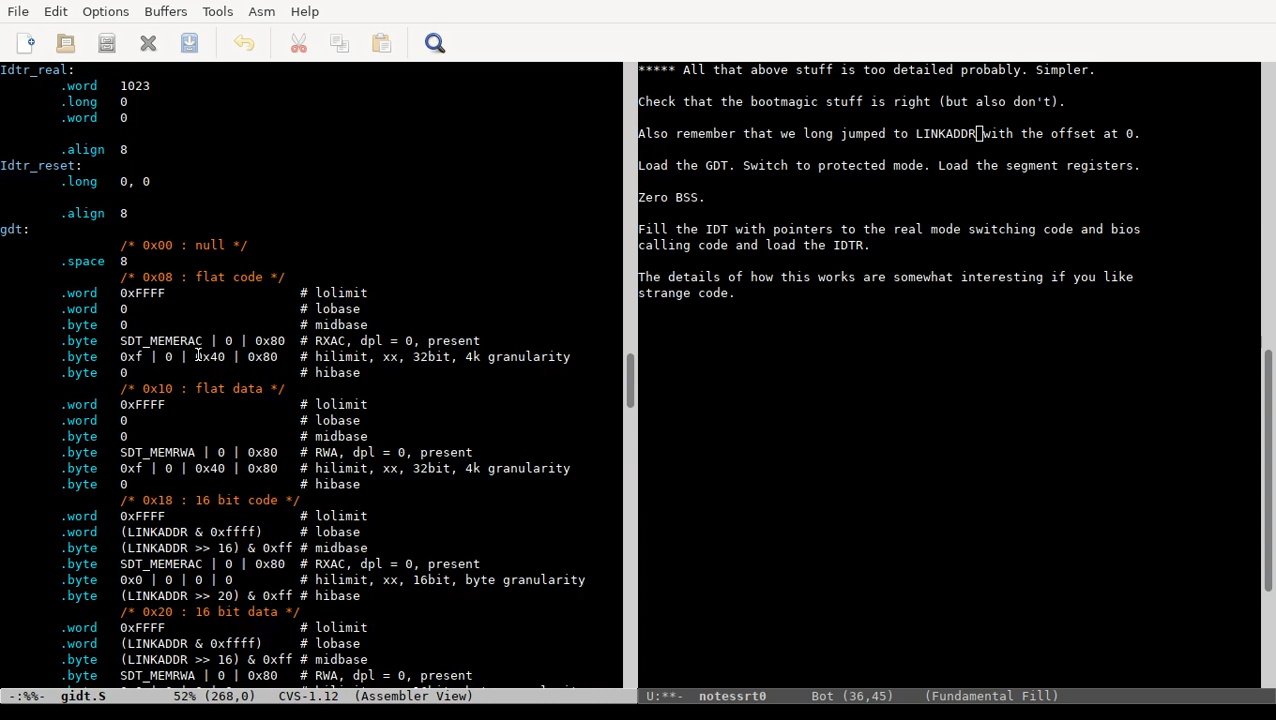 File Edit Options Buffers Tools Asm Help
Idtr_real:
.word 1023
.long 0
.word 0
.align 8
Idtr_reset:
.long 0, 0
.align 8
gdt:
/* 0x00 : null */
.space 8
/* 0x08 : flat code */
.word 0xFFFF # lolimit
.word 0 # lobase
.byte 0 # midbase
.byte SDT_MEMERAC | 0 | 0x80 # RXAC, dpl = 0, present
.byte 0xf | 0 | 0x40 | 0x80 # hilimit, xx, 32bit, 4k granularity
.byte 0 # hibase
/* 0x10 : flat data */
.word 0xFFFF # lolimit
.word 0 # lobase
.byte 0 # midbase
.byte SDT_MEMRWA | 0 | 0x80 # RWA, dpl = 0, present
.byte 0xf | 0 | 0x40 | 0x80 # hilimit, xx, 32bit, 4k granularity
.byte 0 # hibase
/* 0x18 : 16 bit code */
.word 0xFFFF # lolimit
.word (LINKADDR & 0xffff) # lobase
.byte (LINKADDR >> 16) & 0xff # midbase
.byte SDT_MEMERAC | 0 | 0x80 # RXAC, dpl = 0, present
.byte 0x0 | 0 | 0 | 0 # hilimit, xx, 16bit, byte granularity
.byte (LINKADDR >> 20) & 0xff # hibase
/* 0x20 : 16 bit data */
.word 0xFFFF # lolimit
.word (LINKADDR & 0xffff) # lobase
.byte (LINKADDR >> 16) & 0xff # midbase
.byte SDT_MEMRWA | 0 | 0x80 # RWA, dpl = 0, present
-:%%- gidt.S 52% (268,0) CVS-1.12 (Assembler View)
***** All that above stuff is too detailed probably. Simpler.
Check that the bootmagic stuff is right (but also don't).
Also remember that we long jumped to LINKADDR with the offset at 0.
Load the GDT. Switch to protected mode. Load the segment registers.
Zero BSS.
Fill the IDT with pointers to the real mode switching code and bios
calling code and load the IDTR.
The details of how this works are somewhat interesting if you like
strange code.
U:**- notessrt0 Bot (36,45) (Fundamental Fill)